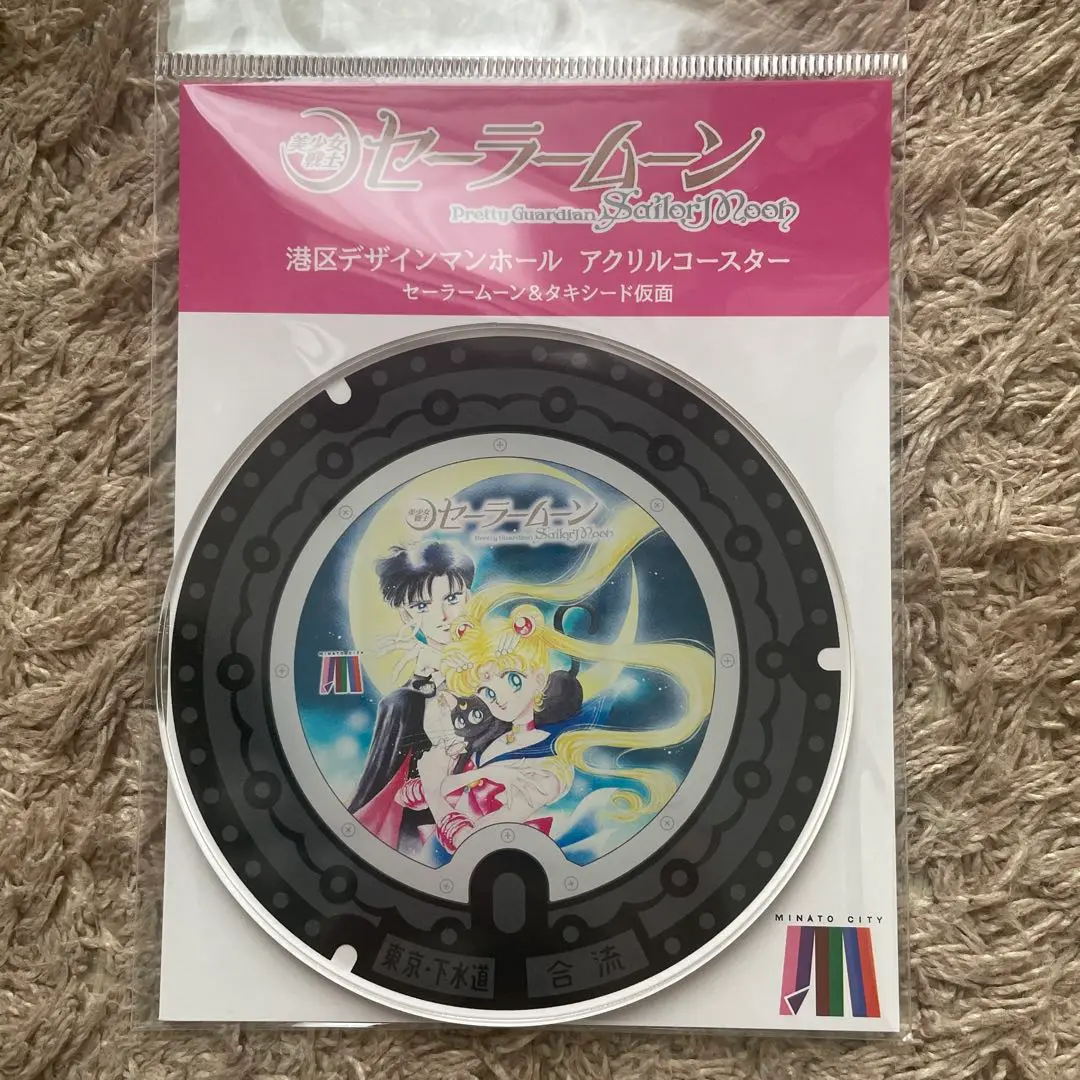 美少女
戦士
セーラームーン
Pretty Guardian Sailor Moon
港区デザインマンホール アクリルコースター
セーラームーン＆タキシード仮面
美少女
戦士
セーラームーン
Pretty Guardian Sailor Moon
MINATO CITY
東京・下水道
合流
MINATO CITY